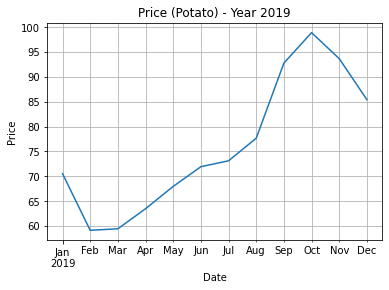 Price (Potato) - Year 2019
Price
100
95
90
85
80
75
70
65
60
Jan Feb Mar Apr May Jun Jul Aug Sep Oct Nov Dec
2019
Date